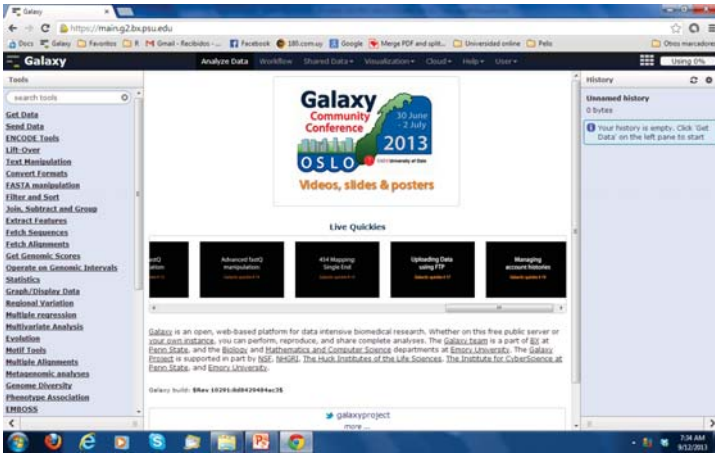 Galaxy
https://main.g2.bx.psu.edu
Docs Galaxy Favoritos R Gmail - Recibidos -... Facebook 180.com.uy Google Merge PDF and split... Universidad online Pelis Otros marcadores
Galaxy
Analyze Data Workflow Shared Data Visualization Cloud Help User
Using 0%
Tools
search tools
Get Data
Send Data
ENCODE Tools
Lift-Over
Text Manipulation
Convert Formats
FASTA manipulation
Filter and Sort
Join, Subtract and Group
Extract Features
Fetch Sequences
Fetch Alignments
Get Genomic Scores
Operate on Genomic Intervals
Statistics
Graph/Display Data
Regional Variation
Multiple regression
Multivariate Analysis
Evolution
Motif Tools
Multiple Alignments
Metagenomic analyses
Genome Diversity
Phenotype Association
EMBOSS
Galaxy
Community
Conference
30 June
- 2 July
2013
OSLO
University of Oslo
Videos, slides & posters
Live Quickies
Advanced fastQ
manipulation
454 Mapping:
Single End
Uploading Data
using FTP
Managing
account histories
Galaxy is an open, web-based platform for data intensive biomedical research. Whether on this free public server or
your own instance, you can perform, reproduce, and share complete analyses. The Galaxy team is a part of BX at
Penn State, and the Biology and Mathematics and Computer Science departments at Emory University. The Galaxy
Project is supported in part by NSF, NHGRI, The Huck Institutes of the Life Sciences, The Institute for CyberScience at
Penn State, and Emory University.
Galaxy build: $Rev
galaxyproject
more ...
History
Unnamed history
0 bytes
Your history is empty. Click 'Get
Data' on the left pane to start
7:34 AM
9/12/2013